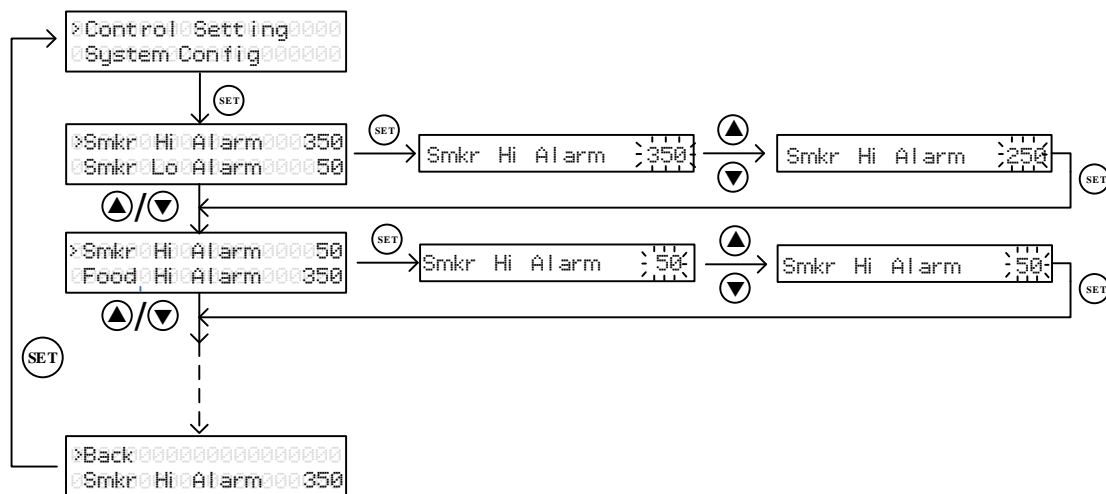 >Control Setting
System Config
SET
>Smkr Hi Alarm 350
Smkr Lo Alarm 50
SET
Smkr Hi Alarm 350
Smkr Hi Alarm 250
SET
/
>Smkr Hi Alarm 50
Food Hi Alarm 350
SET
Smkr Hi Alarm 50
Smkr Hi Alarm 50
SET
/
SET
>Back
Smkr Hi Alarm 350